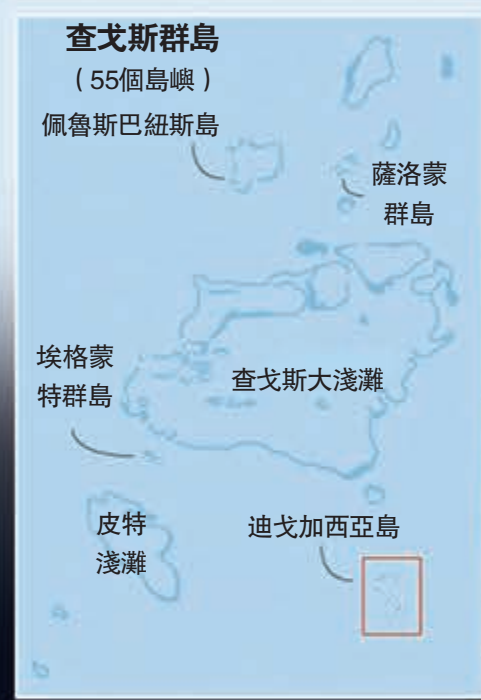 查戈斯群島
（55個島嶼）
佩魯斯巴紐斯島
薩洛蒙
群島
埃格蒙
特群島
查戈斯大淺灘
皮特
淺灘
迪戈加西亞島